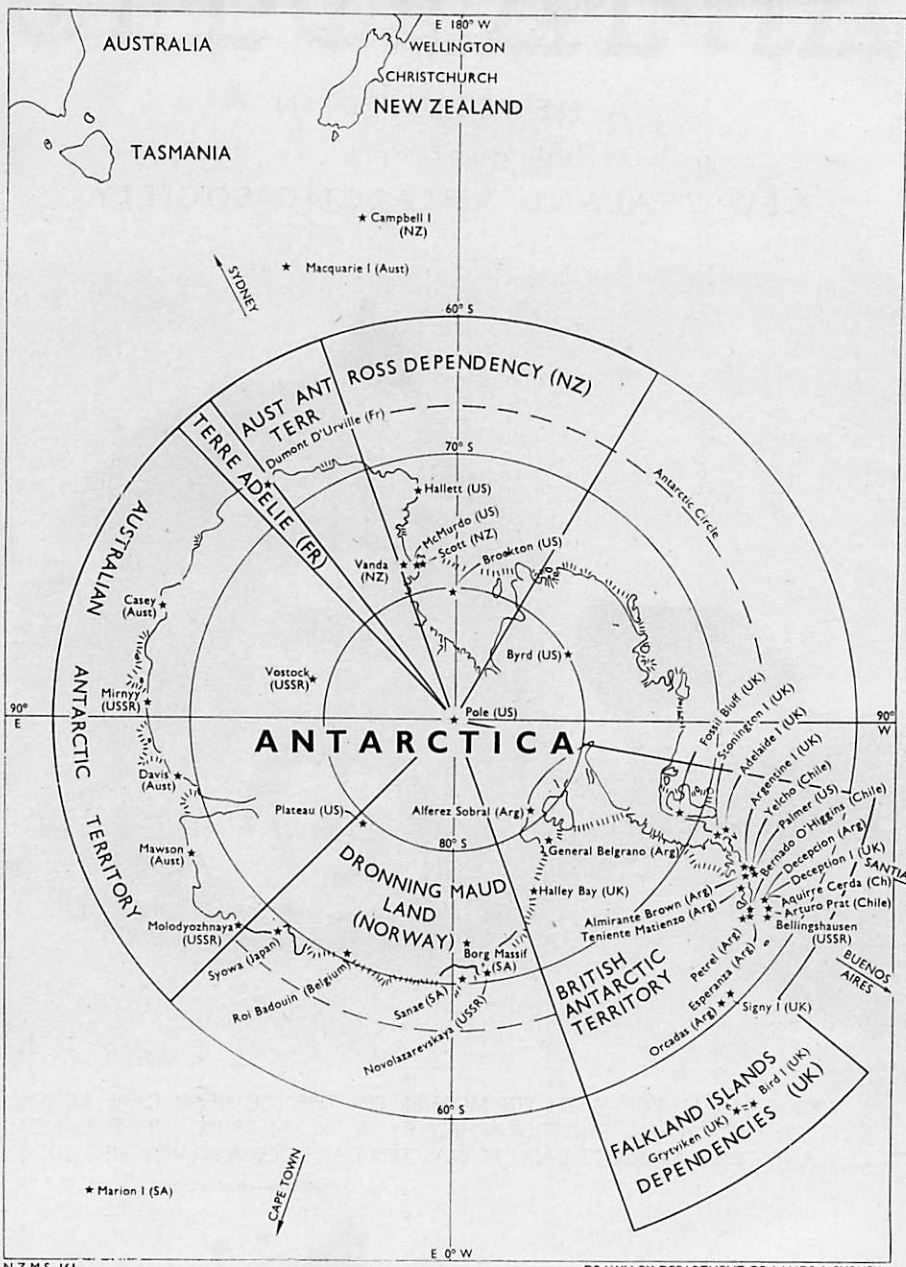 E 180° W
AUSTRALIA
WELLINGTON
CHRISTCHURCH
NEW ZEALAND
TASMANIA
Campbell I
(NZ)
Macquarie I (Aust)
SYDNEY
60° S
ROSS DEPENDENCY (NZ)
AUST ANT
TERR
TERRE ADELIE (FR)
Dumont D'Urville (Fr)
70° S
Antarctic Circle
Hallett (US)
McMurdo (US)
Scott (NZ)
Vanda
(NZ)
Brockton (US)
AUSTRALIAN
ANTARCTIC
TERRITORY
Casey
(Aust)
Byrd (US)
Vostock
(USSR)
Mirnyy
(USSR)
90°
E
Pole (US)
90°
W
ANTARCTICA
Fossil Bluff (UK)
Stonington I (UK)
Adelaide I (UK)
Argentine I (UK)
Yelcho (Chile)
Palmer (US)
Bernado O'Higgins (Chile)
Decepcion (Arg)
Deception I (UK)
Aquirre Cerda (Ch)
SANTIA
Arturo Prat (Chile)
Bellingshausen
(USSR)
Davis
(Aust)
Plateau (US)
Alferez Sobral (Arg)
General Belgrano (Arg)
Mawson
(Aust)
80° S
DRONNING MAUD
LAND
(NORWAY)
Halley Bay (UK)
Almirante Brown (Arg)
Teniente Matienzo (Arg)
Molodyozhnaya
(USSR)
Syowa (Japan)
Roi Badouin (Belgium)
Borg Massif
(SA)
Sanae (SA)
Novolazarevskaya (USSR)
BRITISH
ANTARCTIC
TERRITORY
Petrel (Arg)
Esperanza (Arg)
Orcadas (Arg)
Signy I (UK)
BUENOS
AIRES
60° S
FALKLAND ISLANDS
Grytviken (UK)
Bird I (UK)
DEPENDENCIES (UK)
Marion I (SA)
CAPE TOWN
E 0° W